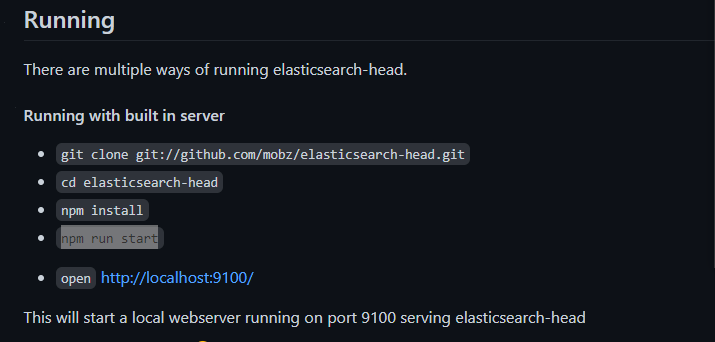 Running
There are multiple ways of running elasticsearch-head.
Running with built in server
• git clone git://github.com/mobz/elasticsearch-head.git
• cd elasticsearch-head
• npm install
• npm run start
• open http://localhost:9100/
This will start a local webserver running on port 9100 serving elasticsearch-head